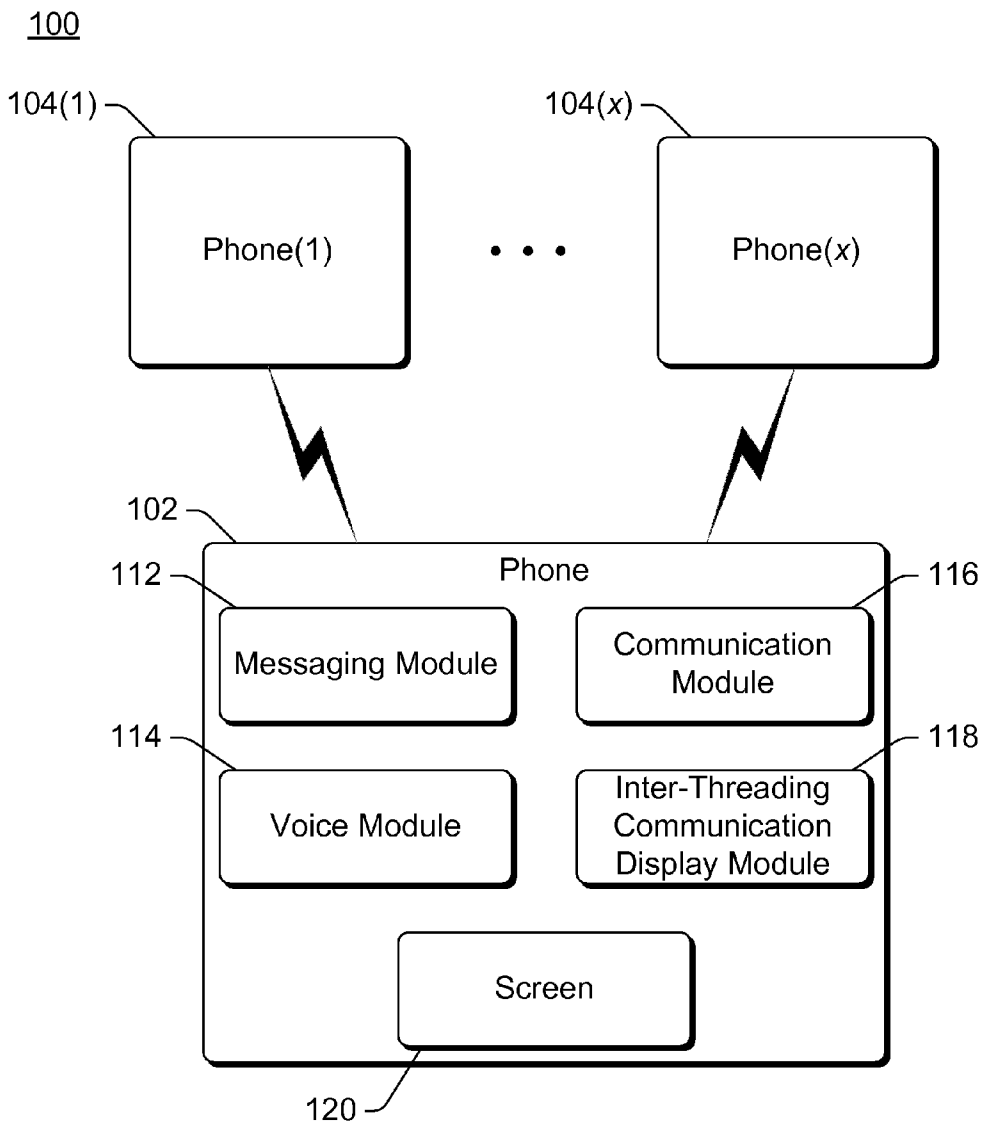 100
104(1)
104(x)
Phone(1)
Phone(x)
102
Phone
112
116
Messaging Module
Communication
Module
114
118
Voice Module
Inter-Threading
Communication
Display Module
Screen
120